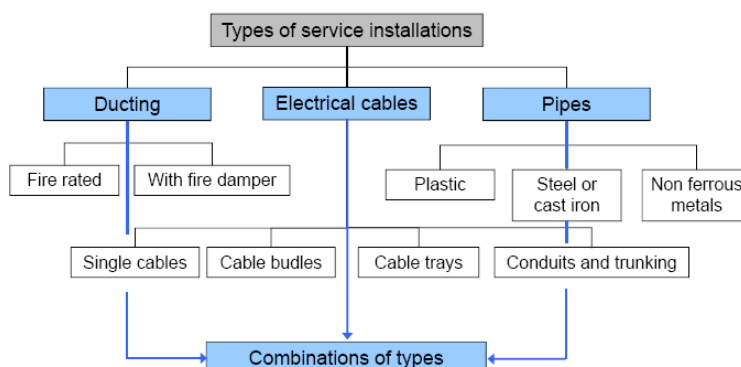 Types of service installations
Ducting
Electrical cables
Pipes
Fire rated
With fire damper
Plastic
Steel or
cast iron
Non ferrous
metals
Single cables
Cable budles
Cable trays
Conduits and trunking
Combinations of types